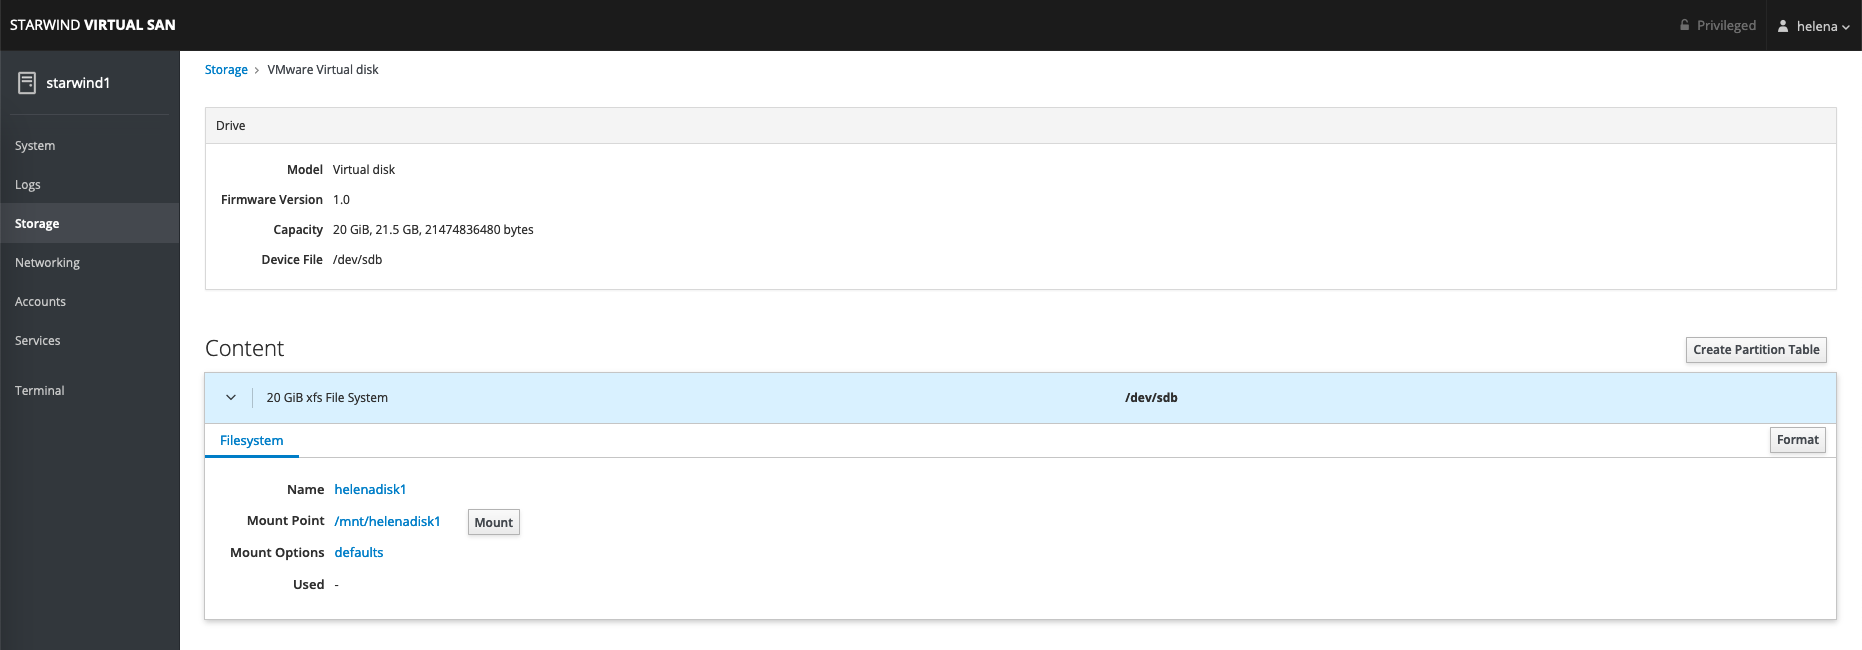 STARWIND VIRTUAL SAN
Privileged
helena
starwind1
System
Logs
Storage
Networking
Accounts
Services
Terminal
Storage > VMware Virtual disk
Drive
Model Virtual disk
Firmware Version 1.0
Capacity 20 GiB, 21.5 GB, 21474836480 bytes
Device File /dev/sdb
Content
Create Partition Table
20 GiB xfs File System /dev/sdb
Filesystem
Format
Name helenadisk1
Mount Point /mnt/helenadisk1 Mount
Mount Options defaults
Used -